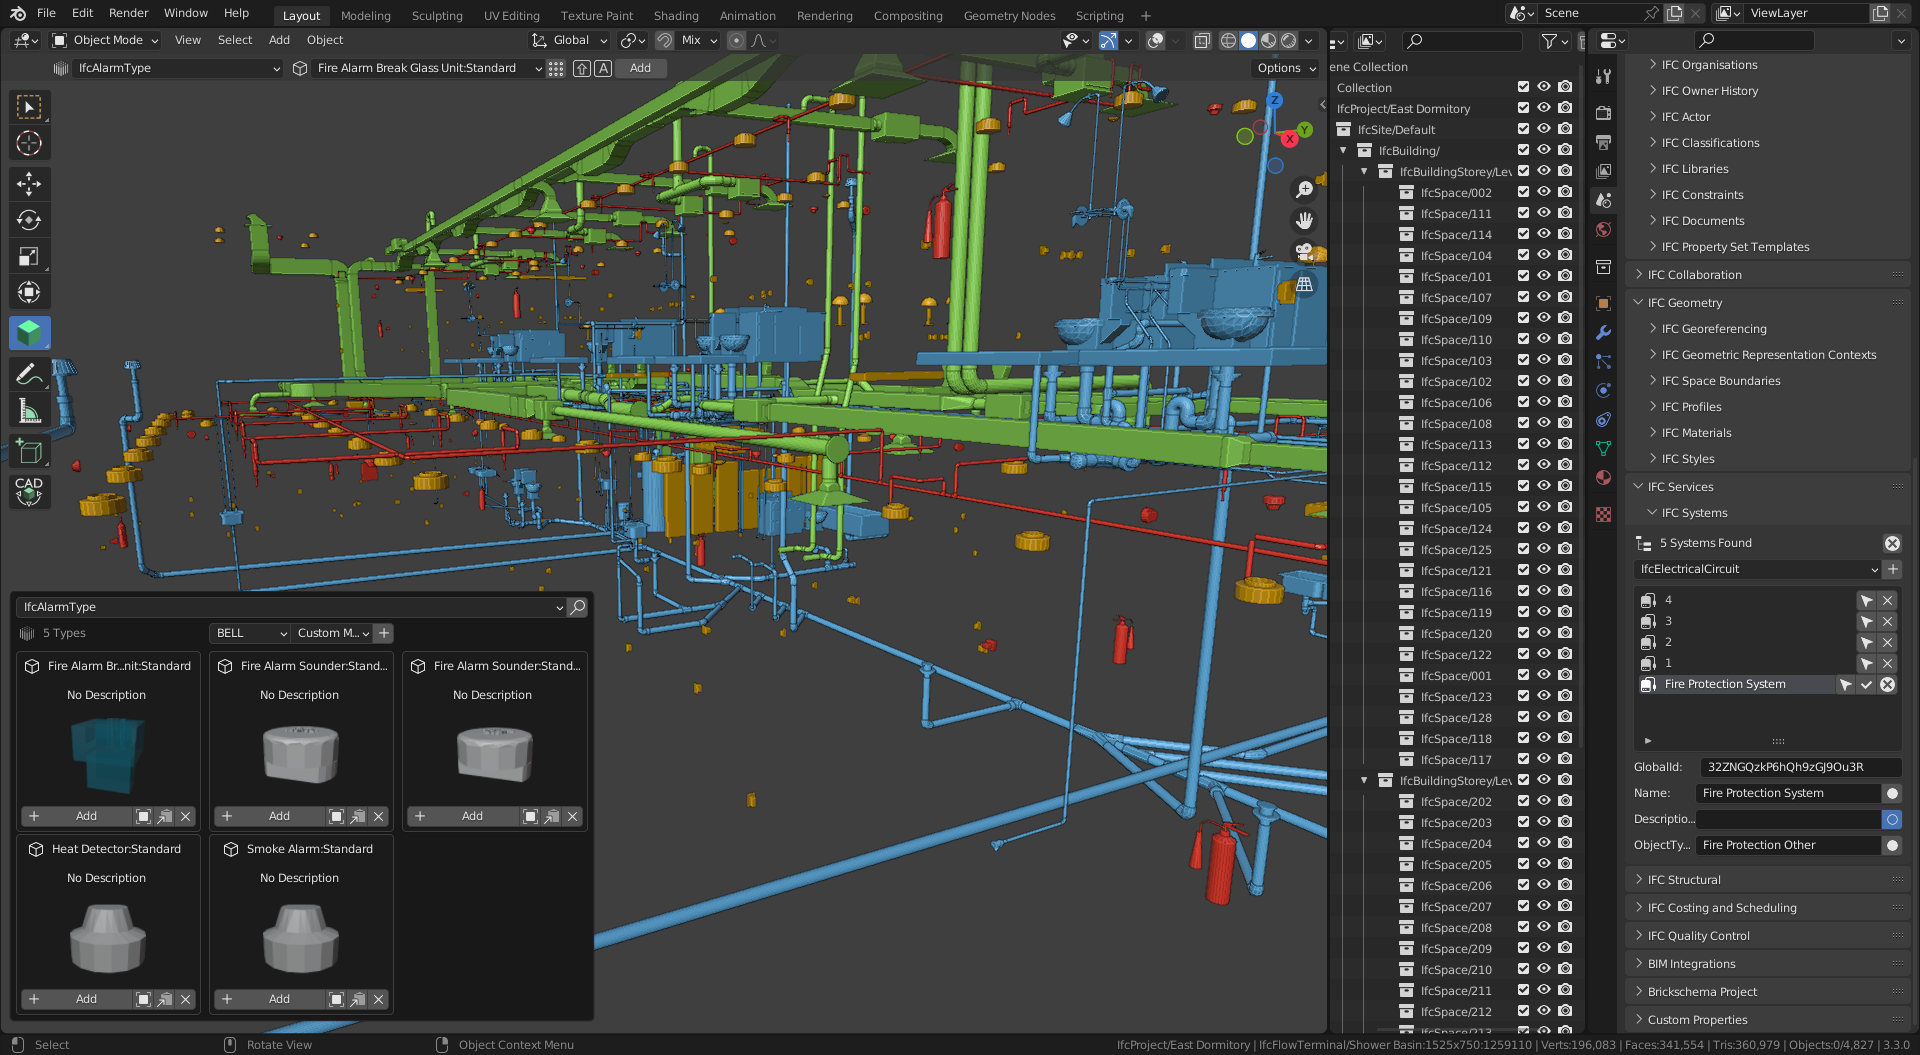 File Edit Render Window Help
Layout Modeling Sculpting UV Editing Texture Paint Shading Animation Rendering Compositing Geometry Nodes Scripting +
Scene
ViewLayer
Object Mode View Select Add Object
Global
Mix
IfcAlarmType
Fire Alarm Break Glass Unit:Standard
Add
Options
Z
Y
X
CAD
IfcAlarmType
5 Types
BELL
Custom M...
Fire Alarm Br...nit:Standard
No Description
Add
Fire Alarm Sounder:Stand...
No Description
Add
Fire Alarm Sounder:Stand...
No Description
Add
Heat Detector:Standard
No Description
Add
Smoke Alarm:Standard
No Description
Add
ene Collection
Collection
IfcProject/East Dormitory
IfcSite/Default
IfcBuilding/
IfcBuildingStorey/Lev
IfcSpace/002
IfcSpace/111
IfcSpace/114
IfcSpace/104
IfcSpace/101
IfcSpace/107
IfcSpace/109
IfcSpace/110
IfcSpace/103
IfcSpace/102
IfcSpace/106
IfcSpace/108
IfcSpace/113
IfcSpace/112
IfcSpace/115
IfcSpace/105
IfcSpace/124
IfcSpace/125
IfcSpace/121
IfcSpace/116
IfcSpace/119
IfcSpace/120
IfcSpace/122
IfcSpace/001
IfcSpace/123
IfcSpace/128
IfcSpace/118
IfcSpace/117
IfcBuildingStorey/Lev
IfcSpace/202
IfcSpace/203
IfcSpace/204
IfcSpace/205
IfcSpace/206
IfcSpace/207
IfcSpace/208
IfcSpace/209
IfcSpace/210
IfcSpace/211
IfcSpace/212
IfcSpace/213
IFC Organisations
IFC Owner History
IFC Actor
IFC Classifications
IFC Libraries
IFC Constraints
IFC Documents
IFC Property Set Templates
IFC Collaboration
IFC Geometry
IFC Georeferencing
IFC Geometric Representation Contexts
IFC Space Boundaries
IFC Profiles
IFC Materials
IFC Styles
IFC Services
IFC Systems
5 Systems Found
IfcElectricalCircuit
4
3
2
1
Fire Protection System
GlobalId: 32ZNGQzkP6hQh9zGJ9Ou3R
Name: Fire Protection System
Descriptio...
ObjectTy... Fire Protection Other
IFC Structural
IFC Costing and Scheduling
IFC Quality Control
BIM Integrations
Brickschema Project
Custom Properties
Select
Rotate View
Object Context Menu
IfcProject/East Dormitory | IfcFlowTerminal/Shower Basin:1525x750:1259110 | Verts:196,083 | Faces:341,554 | Tris:360,979 | Objects:0/4,827 | 3.3.0